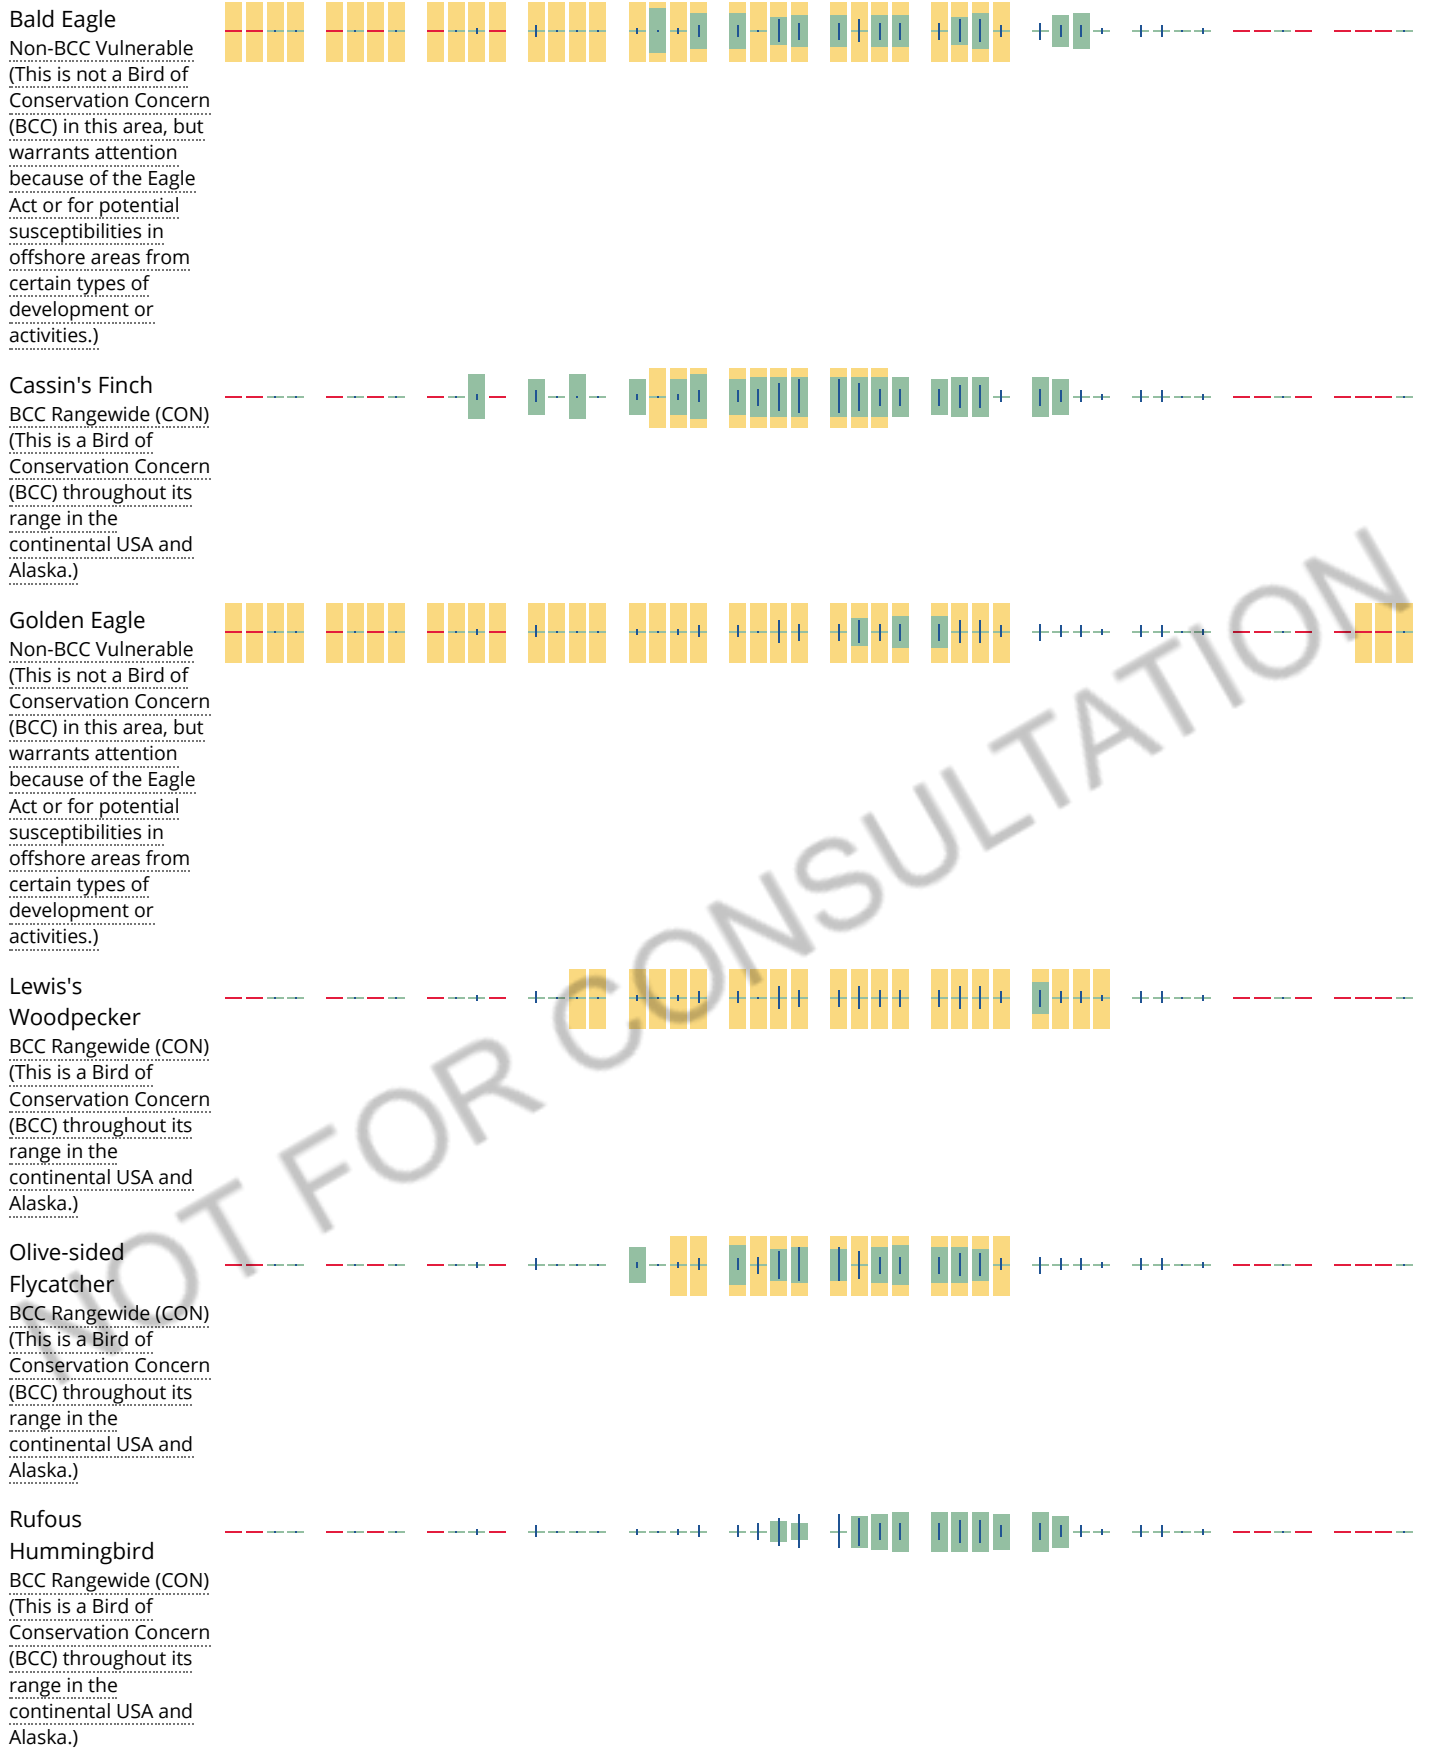 Bald Eagle
Non-BCC Vulnerable
(This is not a Bird of
Conservation Concern
(BCC) in this area, but
warrants attention
because of the Eagle
Act or for potential
susceptibilities in
offshore areas from
certain types of
development or
activities.)
Cassin's Finch
BCC Rangewide (CON)
(This is a Bird of
Conservation Concern
(BCC) throughout its
range in the
continental USA and
Alaska.)
Golden Eagle
Non-BCC Vulnerable
(This is not a Bird of
Conservation Concern
(BCC) in this area, but
warrants attention
because of the Eagle
Act or for potential
susceptibilities in
offshore areas from
certain types of
development or
activities.)
Lewis's
Woodpecker
BCC Rangewide (CON)
(This is a Bird of
Conservation Concern
(BCC) throughout its
range in the
continental USA and
Alaska.)
Olive-sided
Flycatcher
BCC Rangewide (CON)
(This is a Bird of
Conservation Concern
(BCC) throughout its
range in the
continental USA and
Alaska.)
Rufous
Hummingbird
BCC Rangewide (CON)
(This is a Bird of
Conservation Concern
(BCC) throughout its
range in the
continental USA and
Alaska.)
NOT FOR CONSULTATION